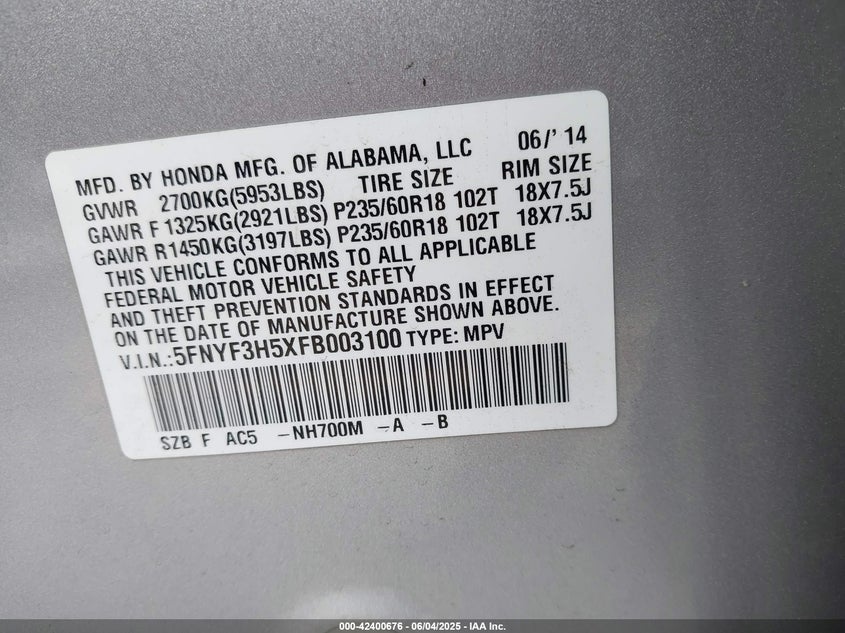 MFD. BY HONDA MFG. OF ALABAMA, LLC 06/' 14
GVWR 2700KG(5953LBS) TIRE SIZE RIM SIZE
GAWR F 1325KG(2921LBS) P235/60R18 102T 18X7.5J
GAWR R1450KG(3197LBS) P235/60R18 102T 18X7.5J
THIS VEHICLE CONFORMS TO ALL APPLICABLE
FEDERAL MOTOR VEHICLE SAFETY
AND THEFT PREVENTION STANDARDS IN EFFECT
ON THE DATE OF MANUFACTURE SHOWN ABOVE.
V.I.N.:5FNYF3H5XFB003100 TYPE: MPV
SZB F AC5 -NH700M -A -B
000-42400676 - 06/04/2025 - IAA Inc.